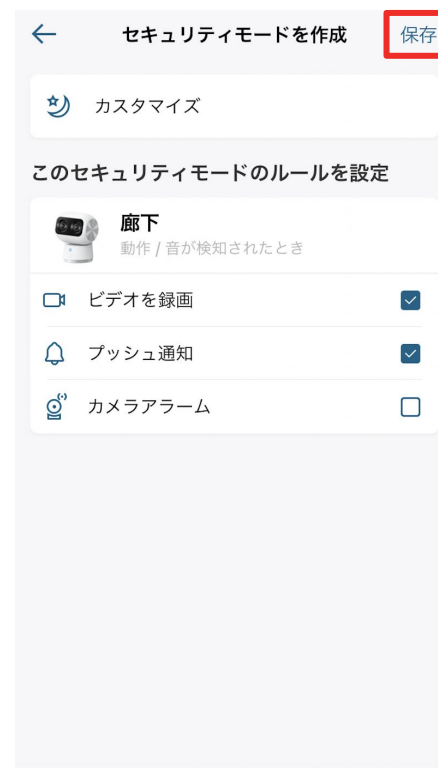 セキュリティモードを作成
保存
カスタマイズ
このセキュリティモードのルールを設定
廊下
動作 / 音が検知されたとき
ビデオを録画
プッシュ通知
カメラアラーム